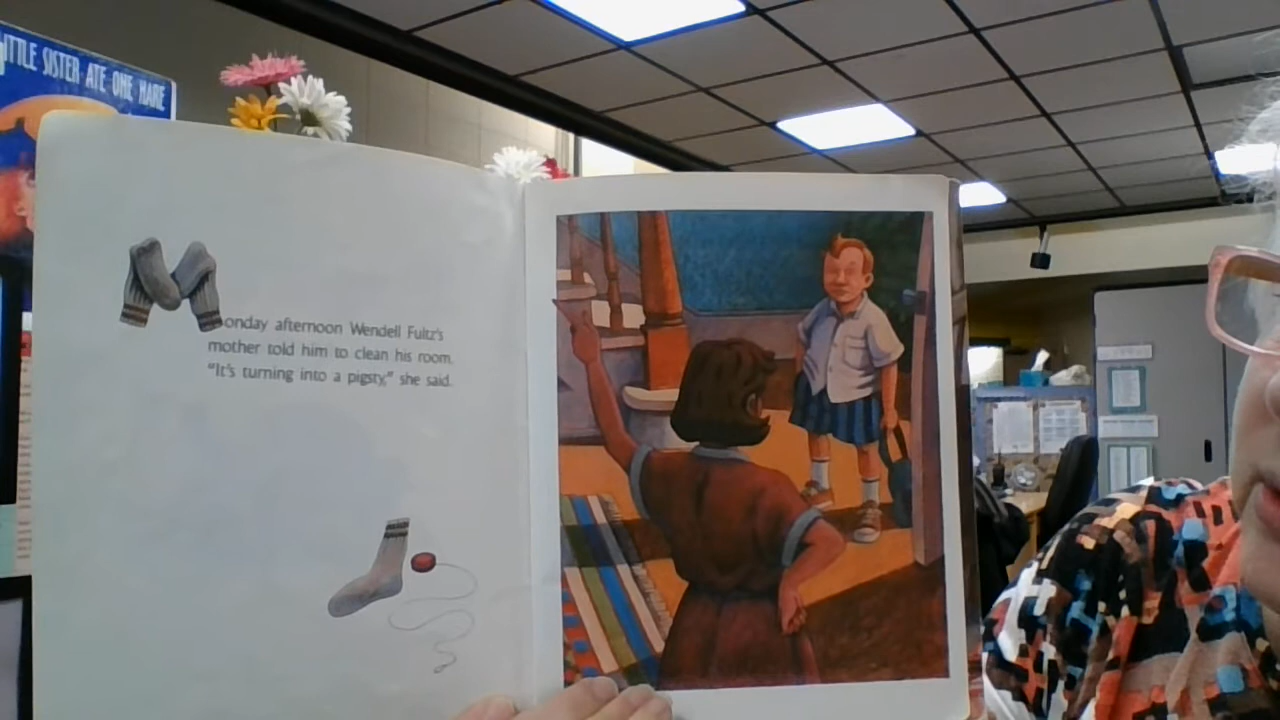 ITTLE SISTER ATE ONE HARE
Monday afternoon Wendell Fultz's
mother told him to clean his room.
"It's turning into a pigsty," she said.